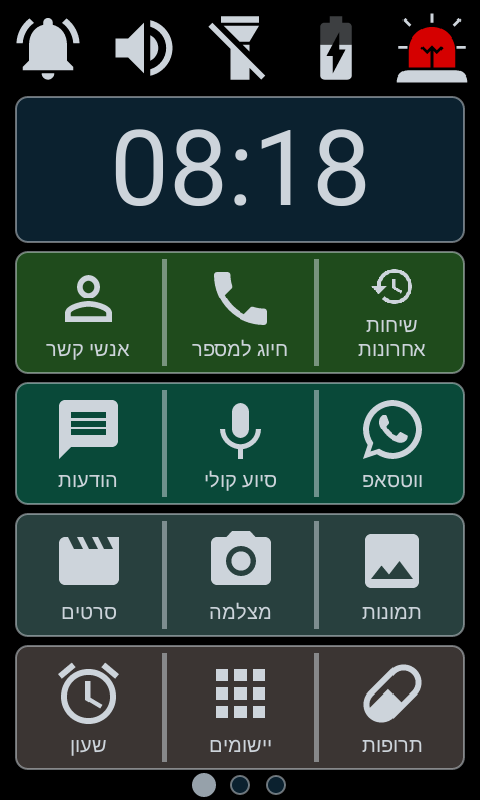 08:18
שיחות
אחרונות
חיוג למספר
אנשי קשר
ווטסאפ
סיוע קולי
הודעות
תמונות
מצלמה
סרטים
תרופות
יישומים
שעון